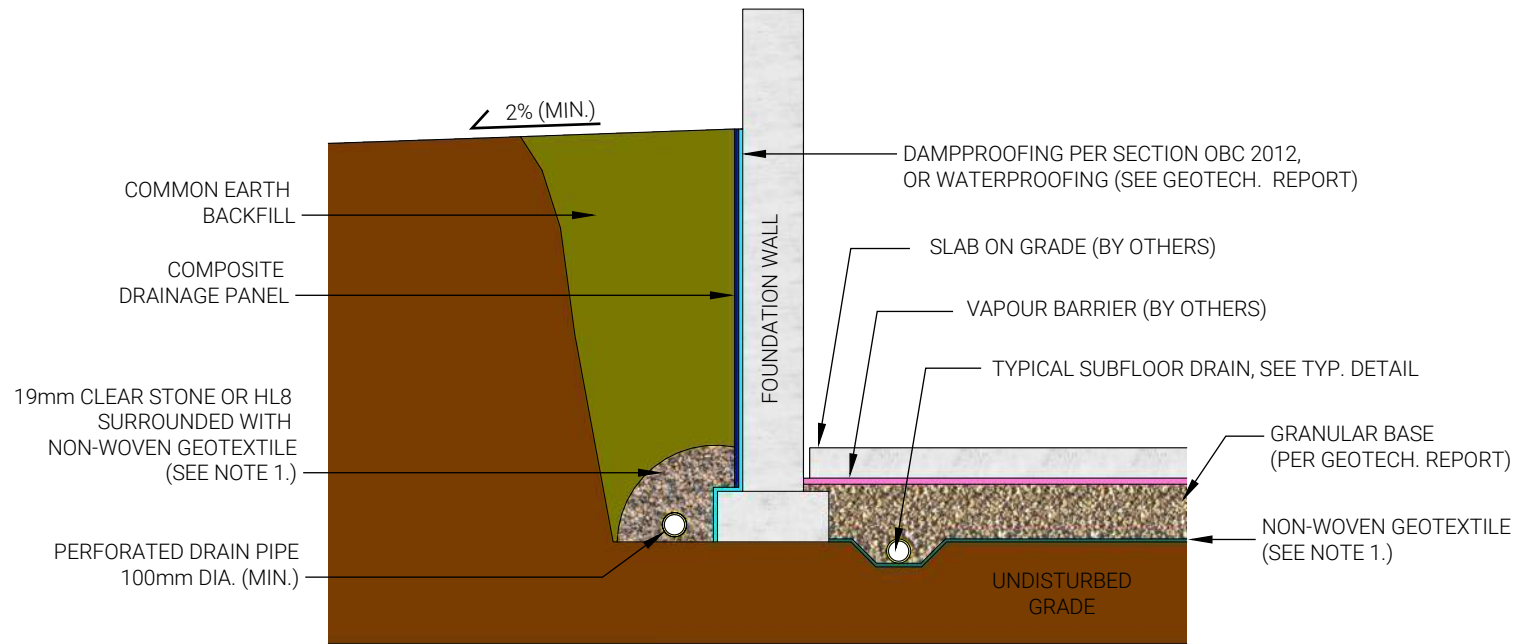 2% (MIN.)
COMMON EARTH
BACKFILL
COMPOSITE
DRAINAGE PANEL
19mm CLEAR STONE OR HL8
SURROUNDED WITH
NON-WOVEN GEOTEXTILE
(SEE NOTE 1.)
PERFORATED DRAIN PIPE
100mm DIA. (MIN.)
FOUNDATION WALL
DAMPPROOFING PER SECTION OBC 2012,
OR WATERPROOFING (SEE GEOTECH. REPORT)
SLAB ON GRADE (BY OTHERS)
VAPOUR BARRIER (BY OTHERS)
TYPICAL SUBFLOOR DRAIN, SEE TYP. DETAIL
GRANULAR BASE
(PER GEOTECH. REPORT)
NON-WOVEN GEOTEXTILE
(SEE NOTE 1.)
UNDISTURBED
GRADE